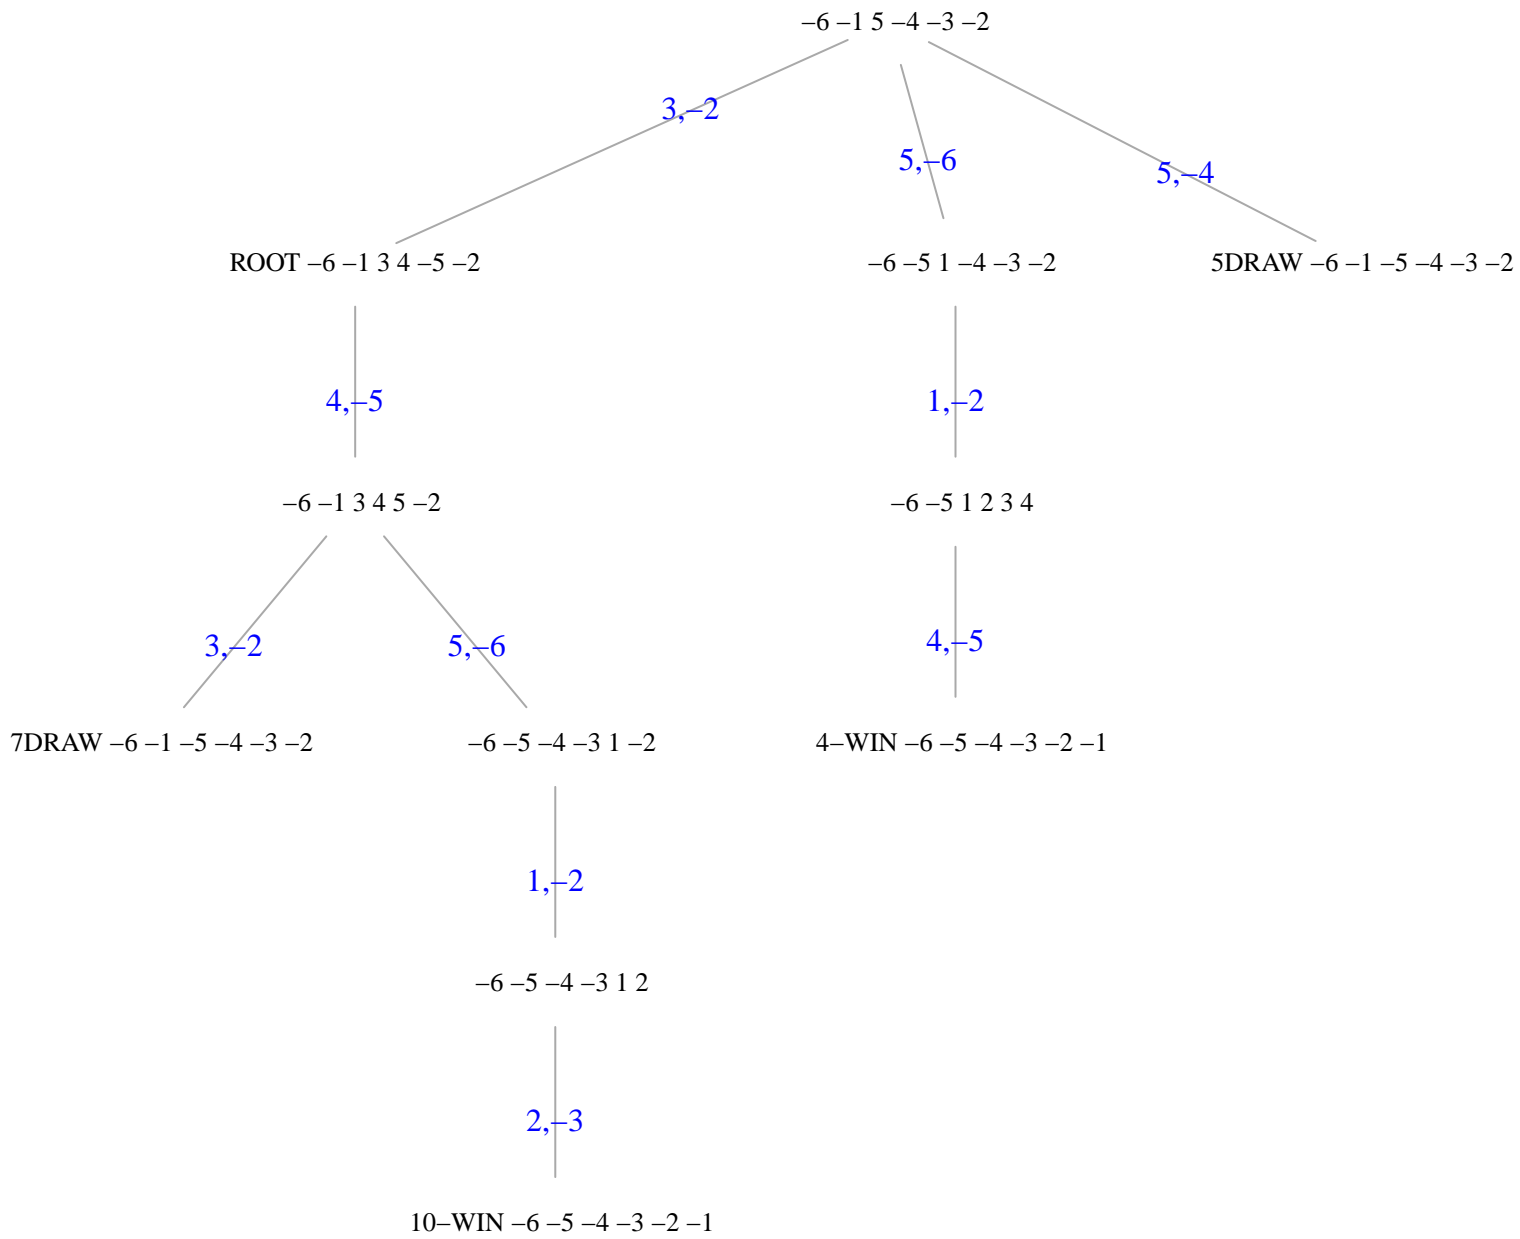 –6 –1 5 –4 –3 –2
3,–2
5,–6
5,–4
ROOT –6 –1 3 4 –5 –2
–6 –5 1 –4 –3 –2
5DRAW –6 –1 –5 –4 –3 –2
4,–5
1,–2
–6 –1 3 4 5 –2
–6 –5 1 2 3 4
3,–2
5,–6
4,–5
7DRAW –6 –1 –5 –4 –3 –2
–6 –5 –4 –3 1 –2
4–WIN –6 –5 –4 –3 –2 –1
1,–2
–6 –5 –4 –3 1 2
2,–3
10–WIN –6 –5 –4 –3 –2 –1